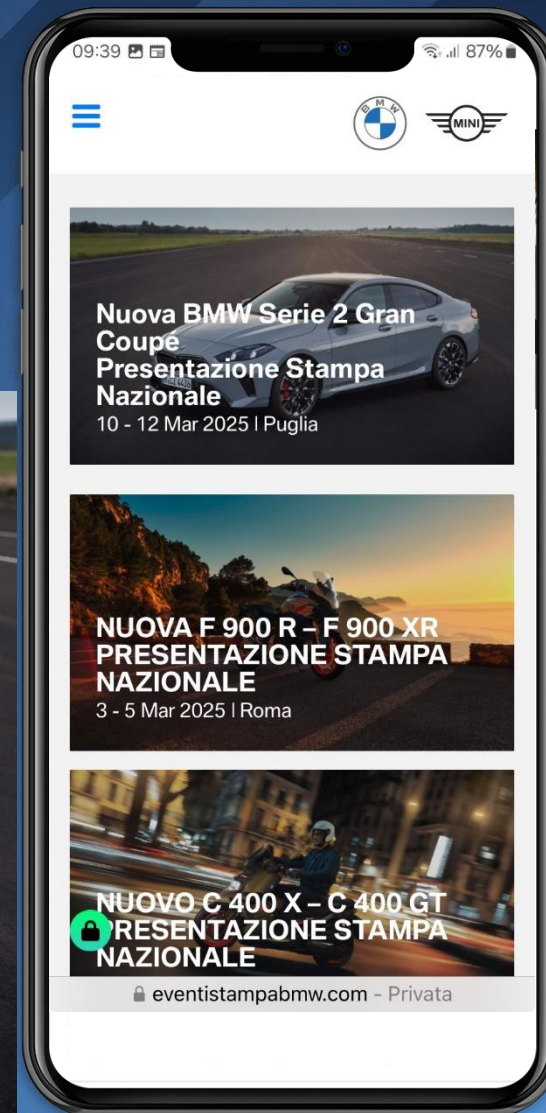 09:39
87%
BMW
MINI
Nuova BMW Serie 2 Gran
Coupe
Presentazione Stampa
Nazionale
10 - 12 Mar 2025 | Puglia
NUOVA F 900 R – F 900 XR
PRESENTAZIONE STAMPA
NAZIONALE
3 - 5 Mar 2025 | Roma
NUOVO C 400 X – C 400 GT
PRESENTAZIONE STAMPA
NAZIONALE
eventistampabmw.com – Privata